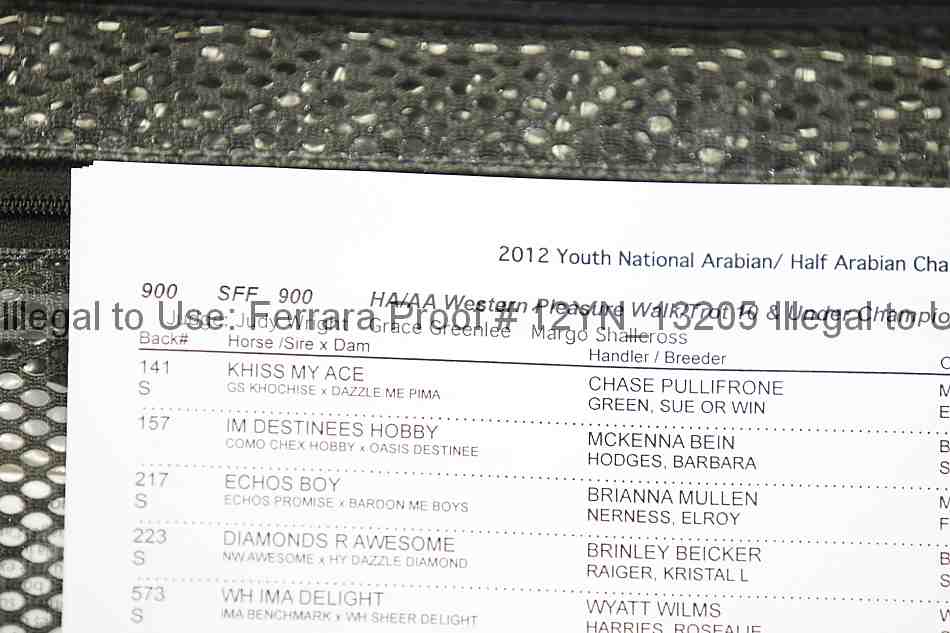 2012 Youth National Arabian/ Half Arabian Cha
900 SFF 900 HA/AA Western Pleasure Walk/Trot 10 & Under Champio
Illegal to Use: Ferrara Proof # 121YN 13205 Illegal to U
Judge: Judy Wright Grace Greenlee Margo Shallcross
Back# Horse /Sire x Dam Handler / Breeder
141 KHISS MY ACE CHASE PULLIFRONE
S GS KHOCHISE x DAZZLE ME PIMA GREEN, SUE OR WIN
157 IM DESTINEES HOBBY MCKENNA BEIN
COMO CHEX HOBBY x OASIS DESTINEE HODGES, BARBARA
217 ECHOS BOY BRIANNA MULLEN
S ECHOS PROMISE x BAROON ME BOYS NERNESS, ELROY
223 DIAMONDS R AWESOME BRINLEY BEICKER
S NW AWESOME x HY DAZZLE DIAMOND RAIGER, KRISTAL L
573 WH IMA DELIGHT WYATT WILMS
S IMA BENCHMARK x WH SHEER DELIGHT HARRIES, ROSEALIE